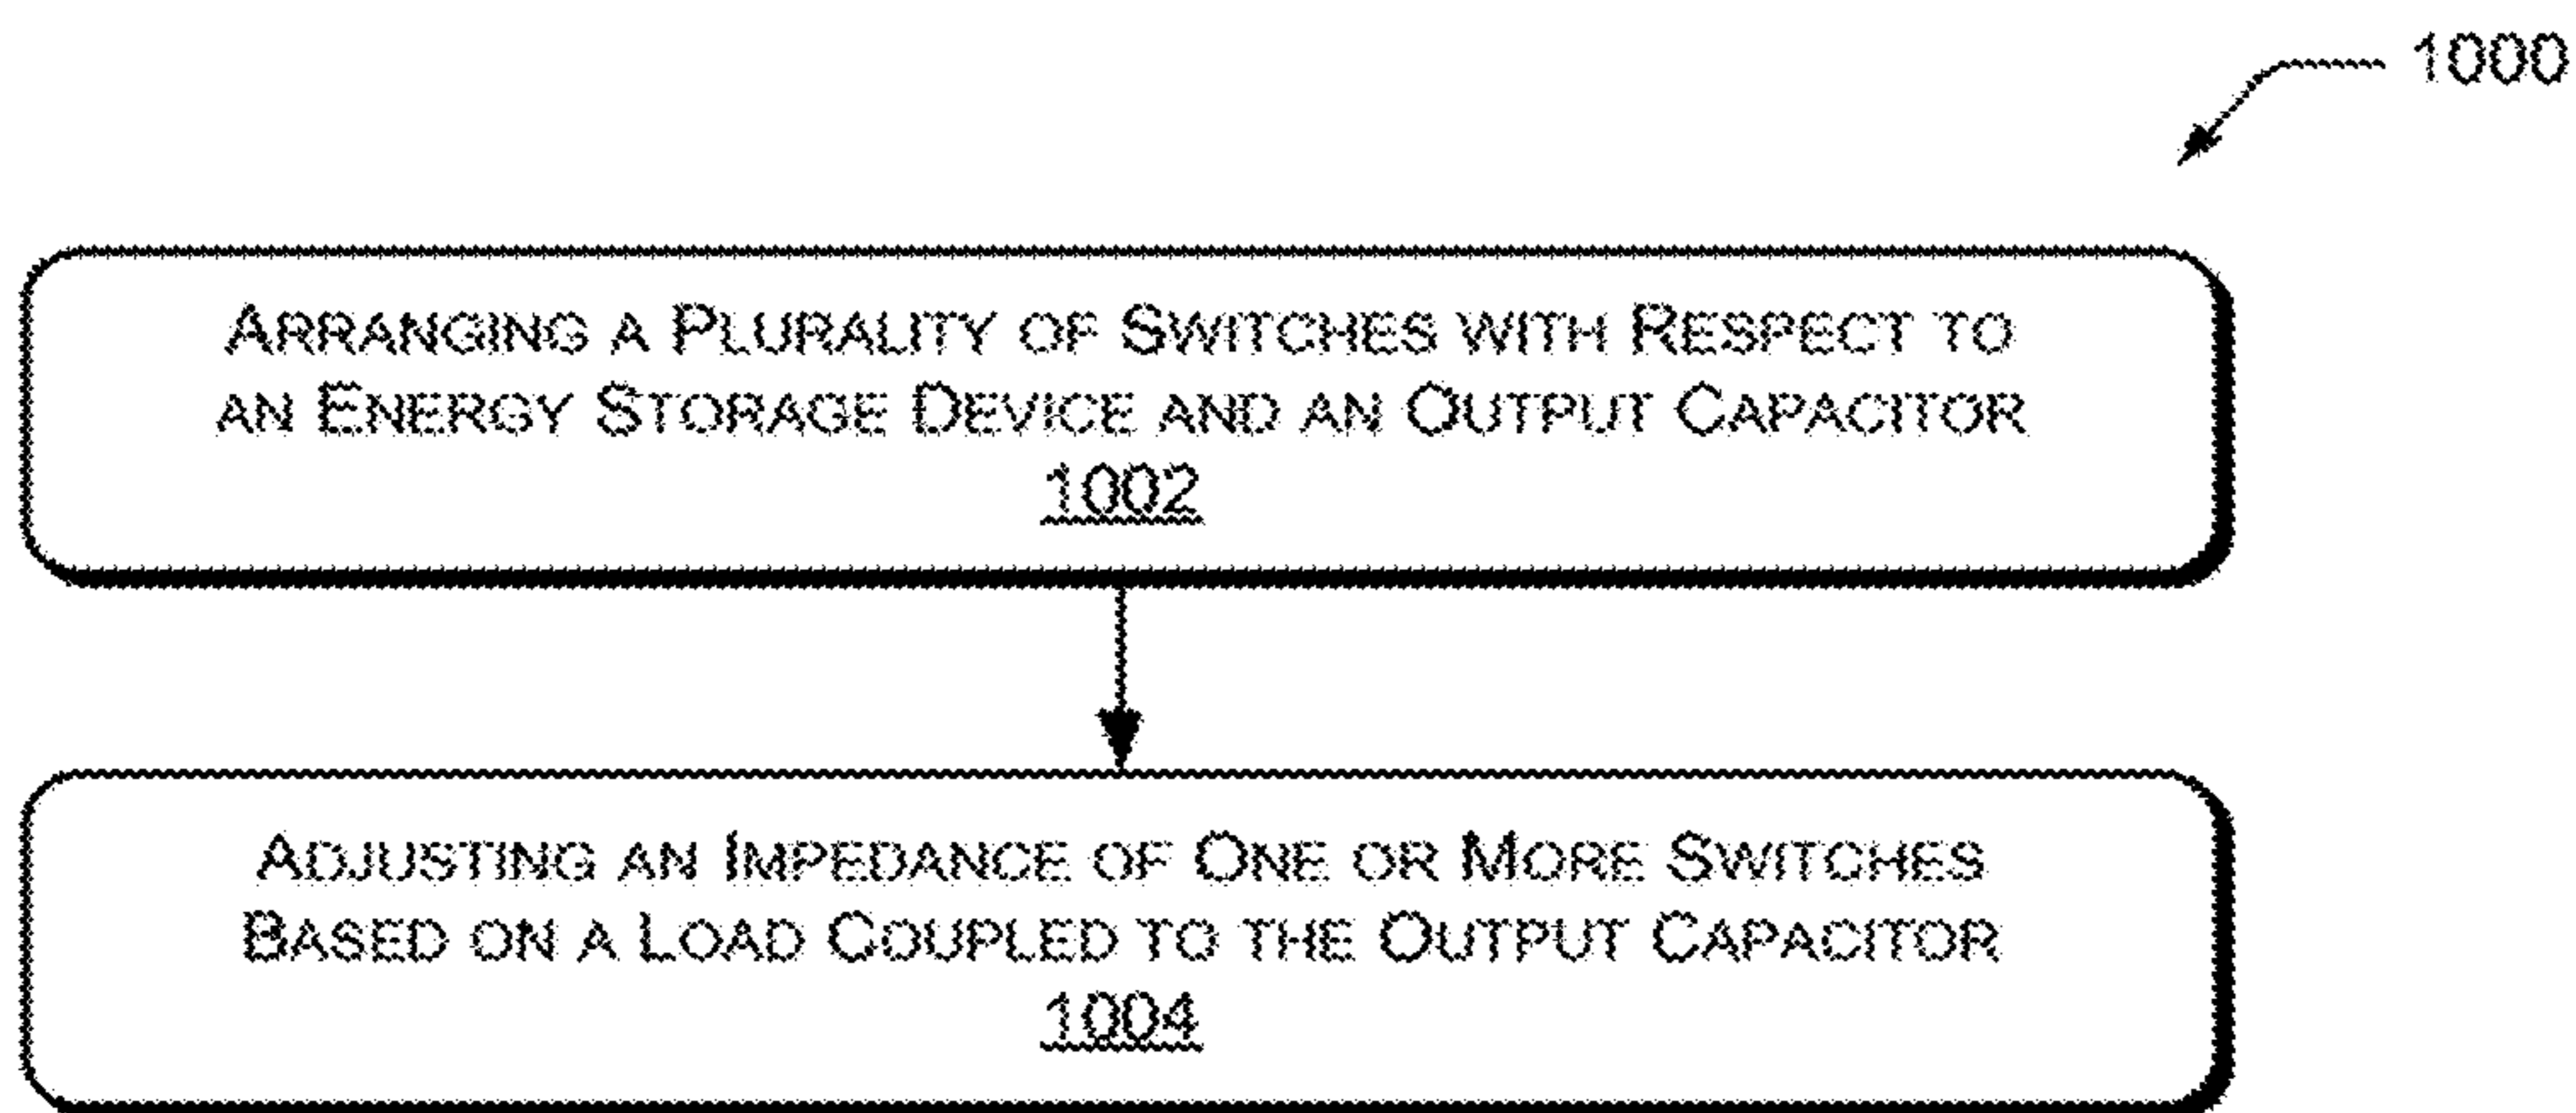 1000
ARRANGING A PLURALITY OF SWITCHES WITH RESPECT TO
AN ENERGY STORAGE DEVICE AND AN OUTPUT CAPACITOR
1002
ADJUSTING AN IMPEDANCE OF ONE OR MORE SWITCHES
BASED ON A LOAD COUPLED TO THE OUTPUT CAPACITOR
1004